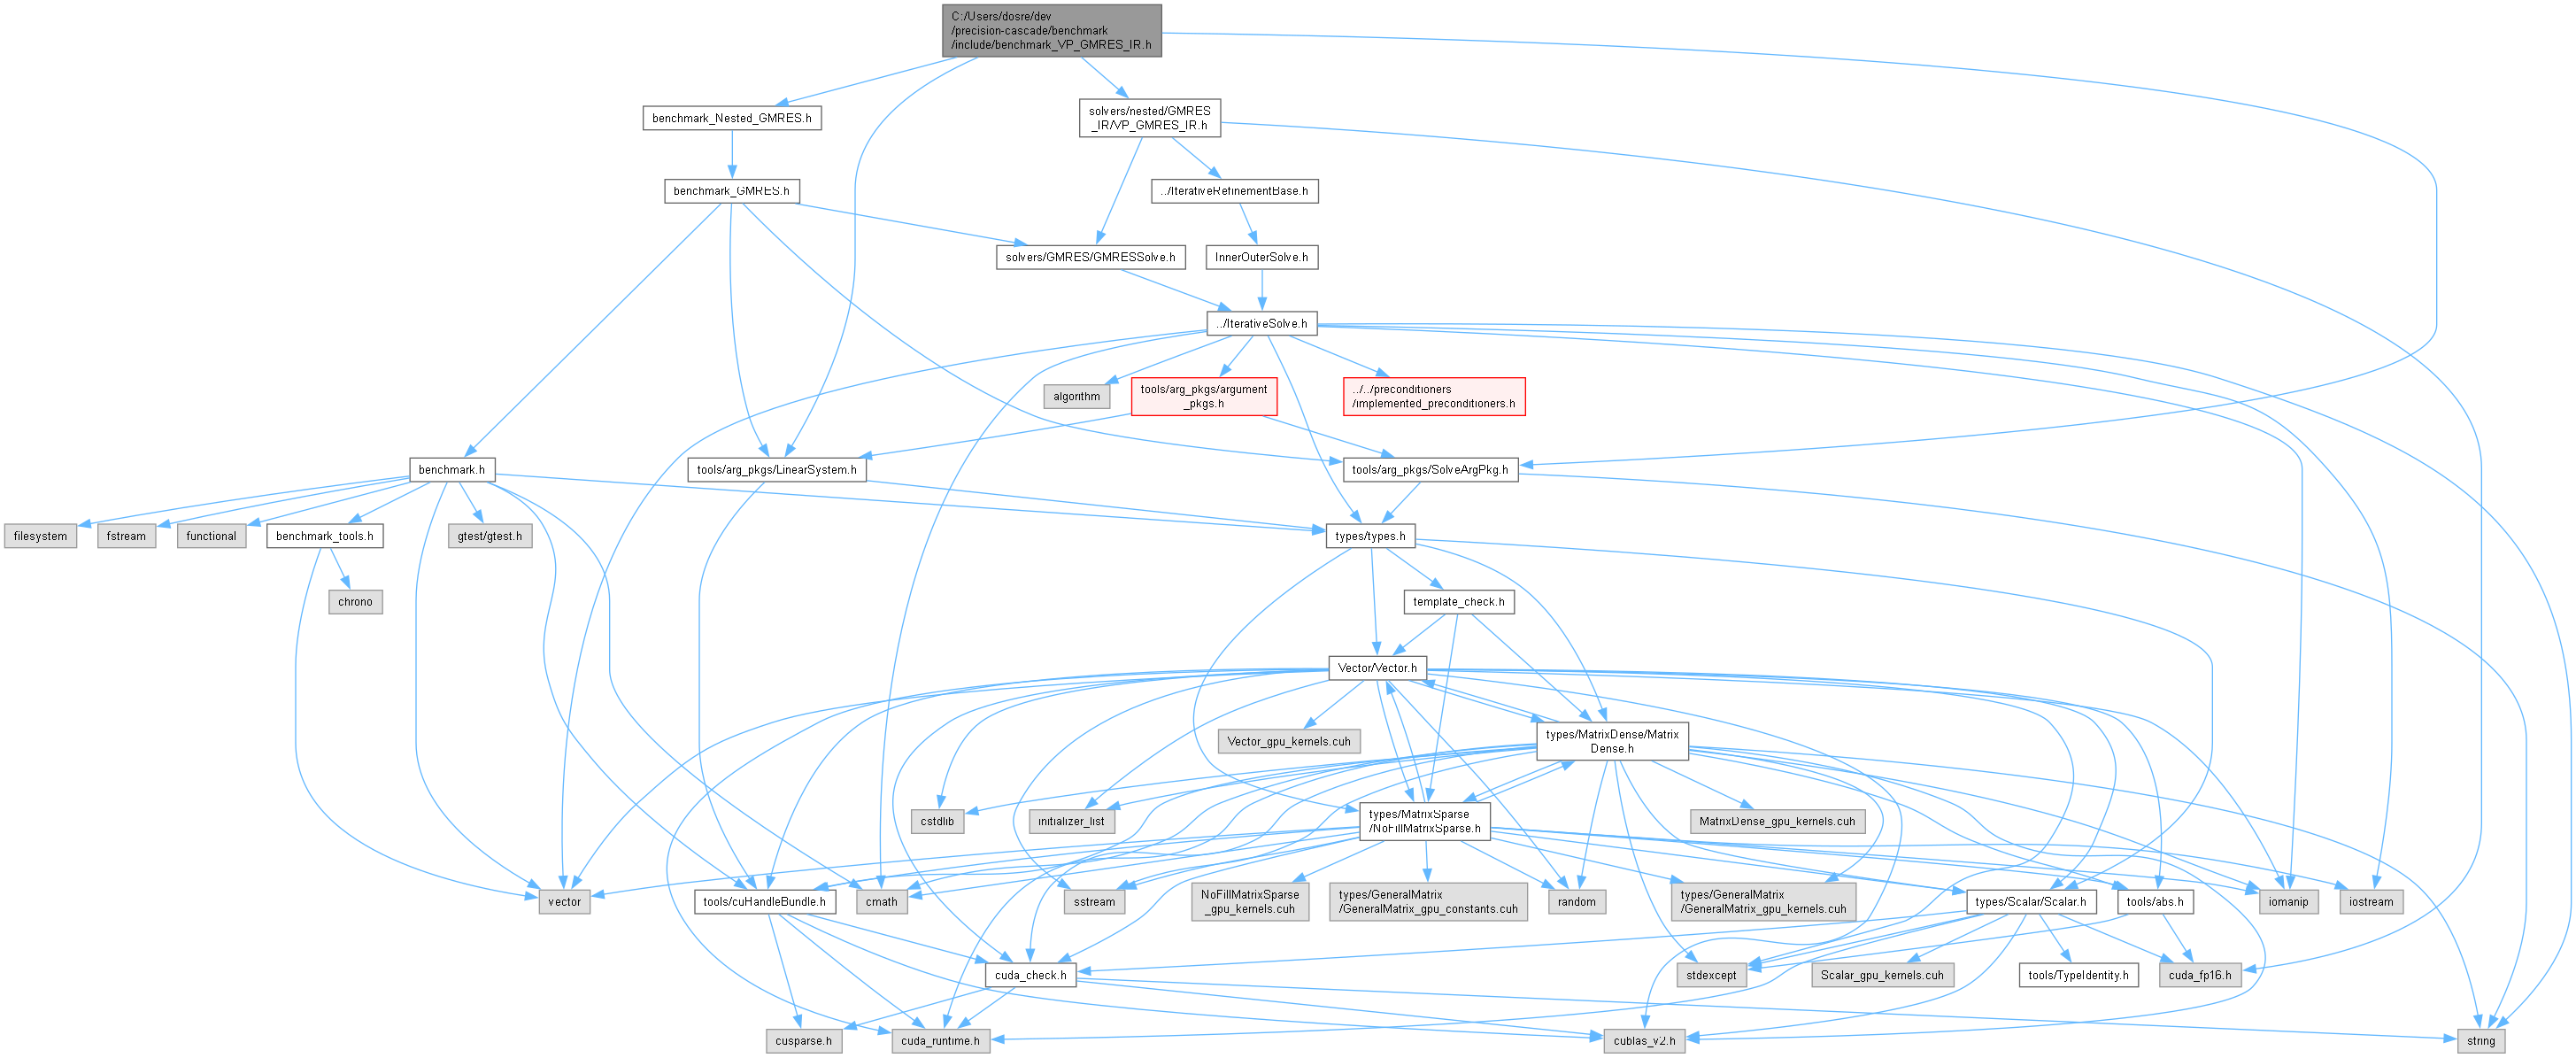 C:/Users/dosre/dev
/precision-cascade/benchmark
/include/benchmark_VP_GMRES_IR.h
benchmark_Nested_GMRES.h
solvers/nested/GMRES
_IR/VP_GMRES_IR.h
benchmark_GMRES.h
../IterativeRefinementBase.h
solvers/GMRES/GMRESSolve.h
InnerOuterSolve.h
../IterativeSolve.h
algorithm
tools/arg_pkgs/argument
_pkgs.h
../../preconditioners
/implemented_preconditioners.h
benchmark.h
tools/arg_pkgs/LinearSystem.h
tools/arg_pkgs/SolveArgPkg.h
filesystem
fstream
functional
benchmark_tools.h
gtest/gtest.h
types/types.h
chrono
template_check.h
Vector/Vector.h
Vector_gpu_kernels.cuh
types/MatrixDense/Matrix
Dense.h
cstdlib
initializer_list
types/MatrixSparse
/NoFillMatrixSparse.h
MatrixDense_gpu_kernels.cuh
vector
tools/cuHandleBundle.h
cmath
sstream
NoFillMatrixSparse
_gpu_kernels.cuh
types/GeneralMatrix
/GeneralMatrix_gpu_constants.cuh
random
types/GeneralMatrix
/GeneralMatrix_gpu_kernels.cuh
types/Scalar/Scalar.h
tools/abs.h
iomanip
iostream
cuda_check.h
stdexcept
Scalar_gpu_kernels.cuh
tools/TypeIdentity.h
cuda_fp16.h
cusparse.h
cuda_runtime.h
cublas_v2.h
string